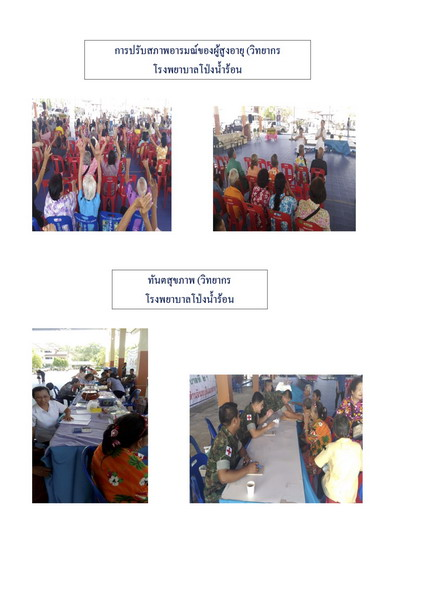 การปรับสภาพอารมณ์ของผู้สูงอายุ (วิทยากร
โรงพยาบาลโป่งน้ำร้อน
ทันตสุขภาพ (วิทยากร
โรงพยาบาลโป่งน้ำร้อน